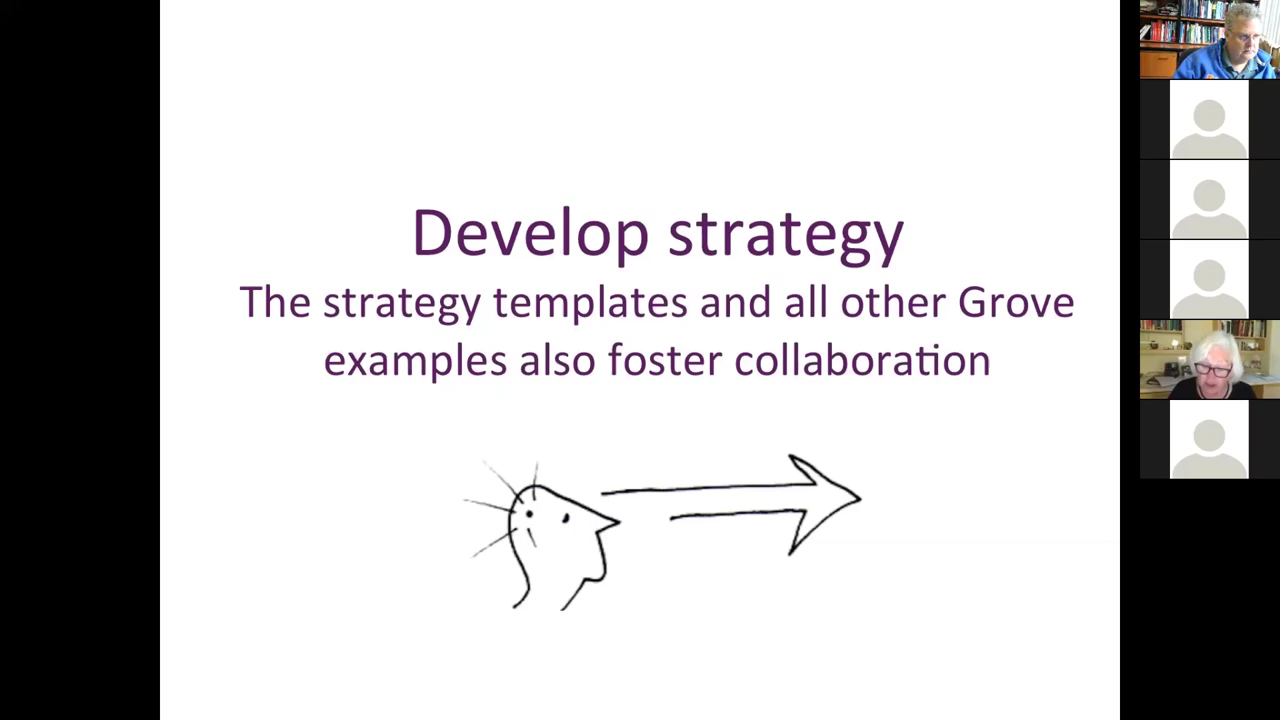 Develop strategy
The strategy templates and all other Grove
examples also foster collaboration